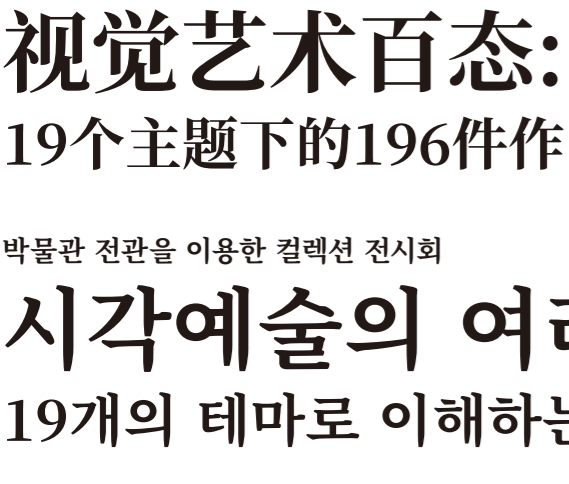 视觉艺术百态:
19个主题下的196件作
박물관 전관을 이용한 컬렉션 전시회
시각예술의 여
19개의 테마로 이해하는